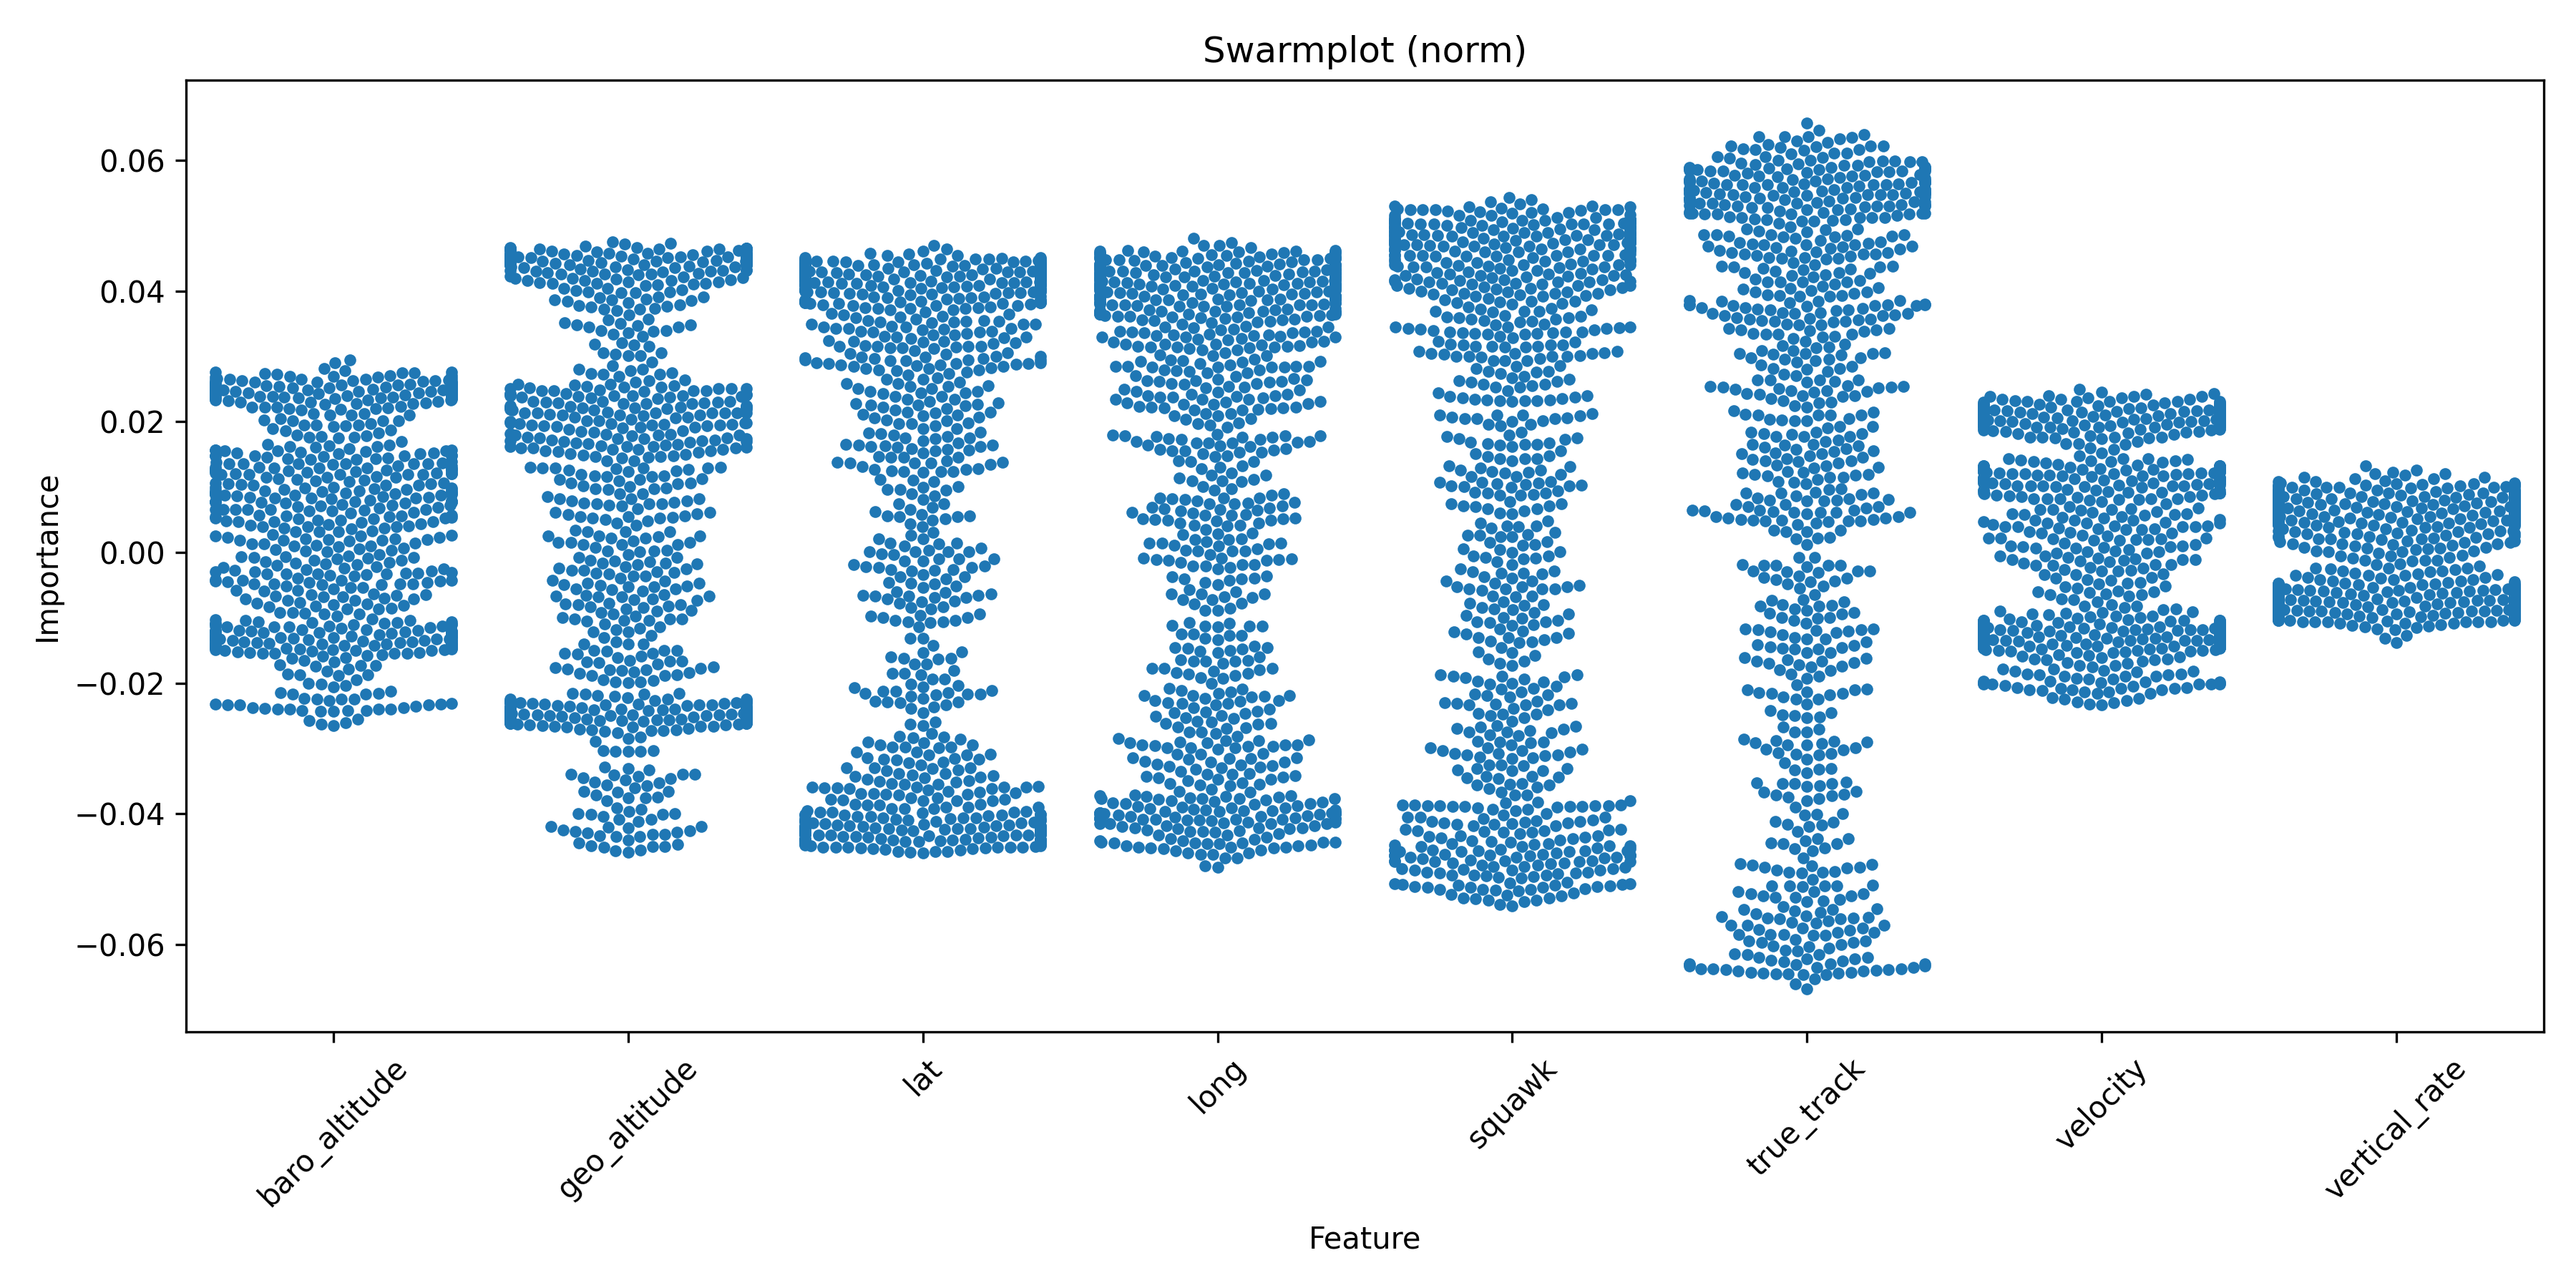 Swarmplot (norm)
Importance
0.06
0.04
0.02
0.00
−0.02
−0.04
−0.06
baro_altitude
geo_altitude
lat
long
squawk
true_track
velocity
vertical_rate
Feature